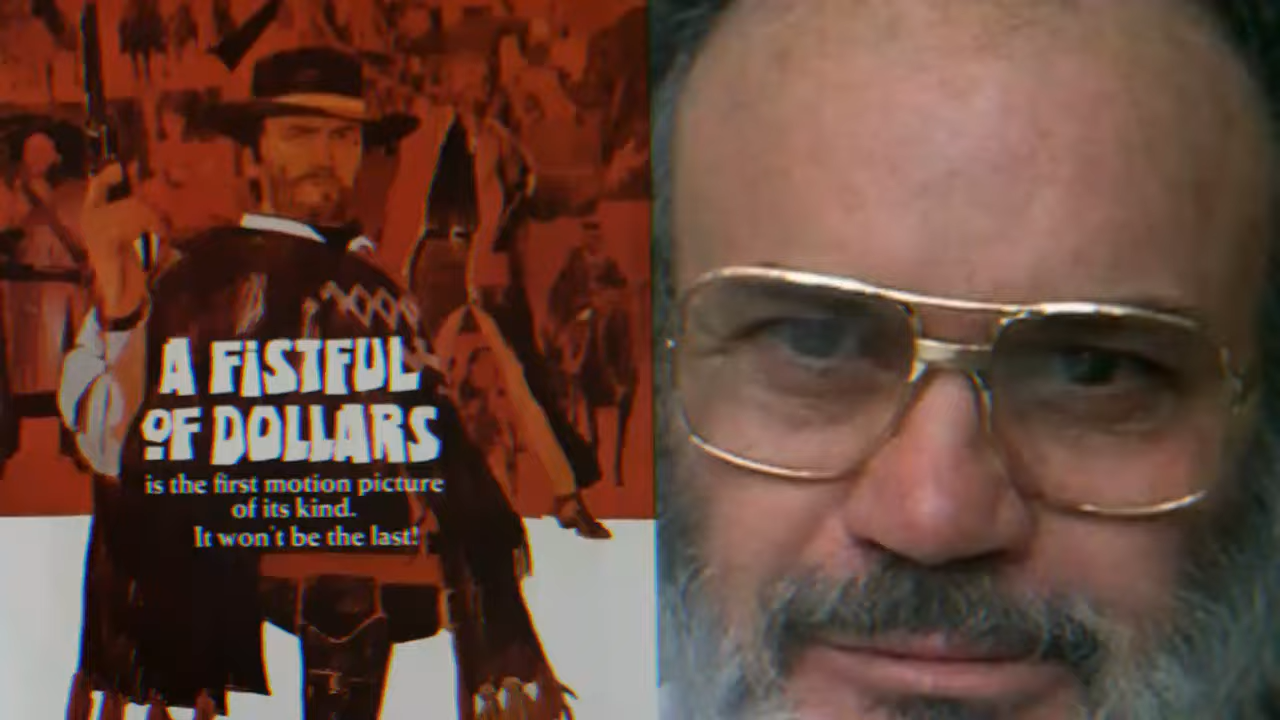 A FiSTFUL
OF DOLLARS
is the first motion picture
of its kind.
It won't be the last!